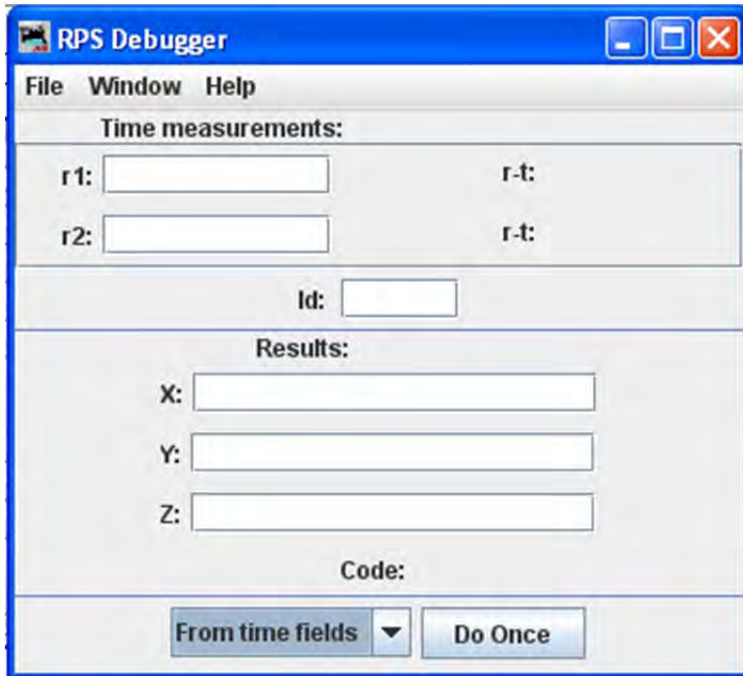 RPS Debugger
File Window Help
Time measurements:
r1: r-t:
r2: r-t:
Id:
Results:
X:
Y:
Z:
Code:
From time fields Do Once